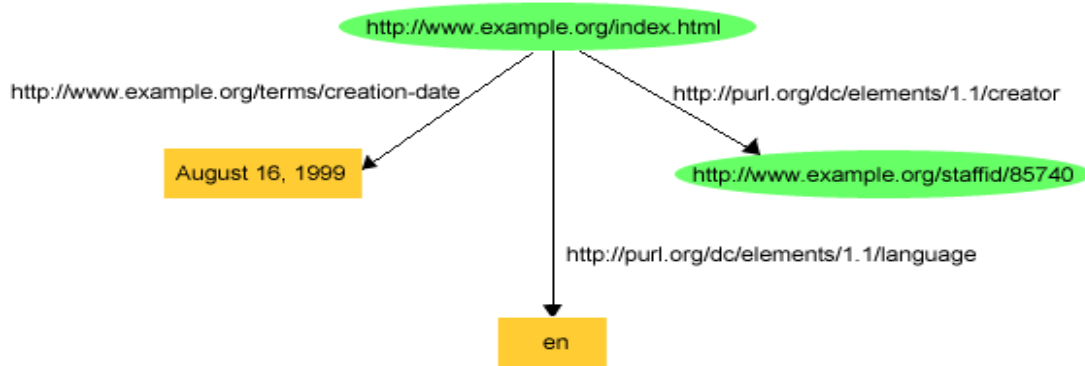 http://www.example.org/index.html
http://www.example.org/terms/creation-date
http://purl.org/dc/elements/1.1/creator
August 16, 1999
http://www.example.org/staffid/85740
http://purl.org/dc/elements/1.1/language
en